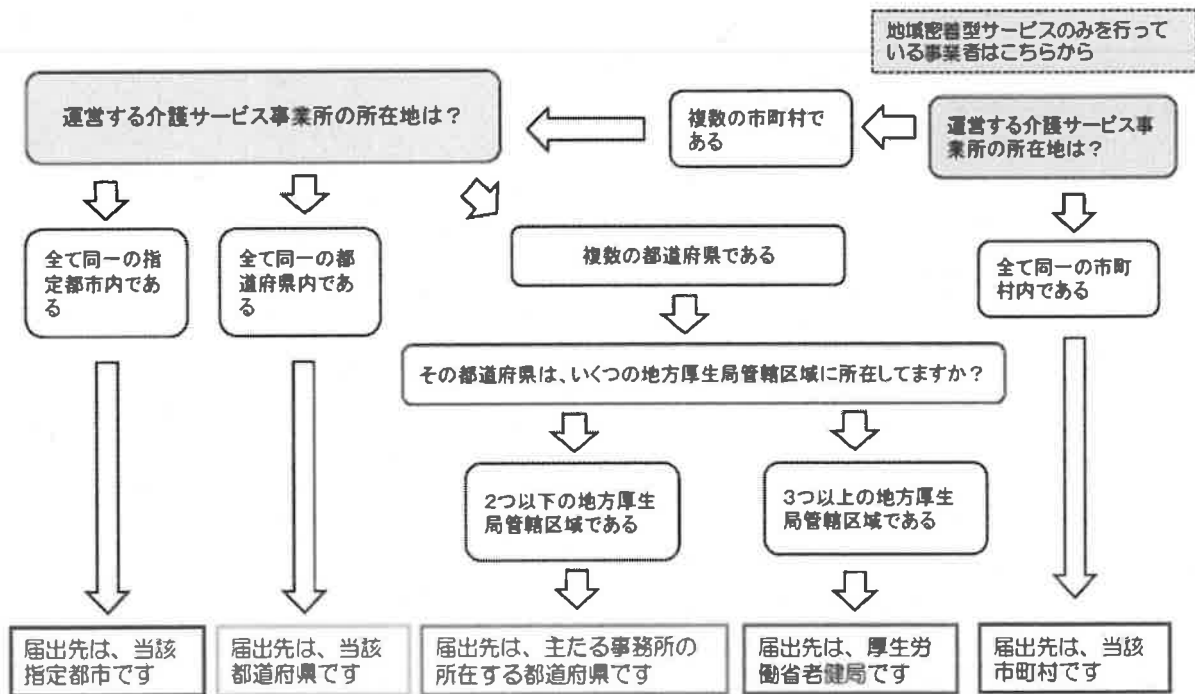 地域密着型サービスのみを行って
いる事業者はこちらから
運営する介護サービス事業所の所在地は？
複数の市町村で
ある
運営する介護サービス事
業所の所在地は？
全て同一の指
定都市内であ
る
全て同一の都
道府県内であ
る
複数の都道府県である
全て同一の市町
村内である
その都道府県は、いくつの地方厚生局管轄区域に所在してますか？
2つ以下の地方厚生
局管轄区域である
3つ以上の地方厚生
局管轄区域である
届出先は、当該
指定都市です
届出先は、当該
都道府県です
届出先は、主たる事務所の
所在する都道府県です
届出先は、厚生労
働省老健局です
届出先は、当該
市町村です